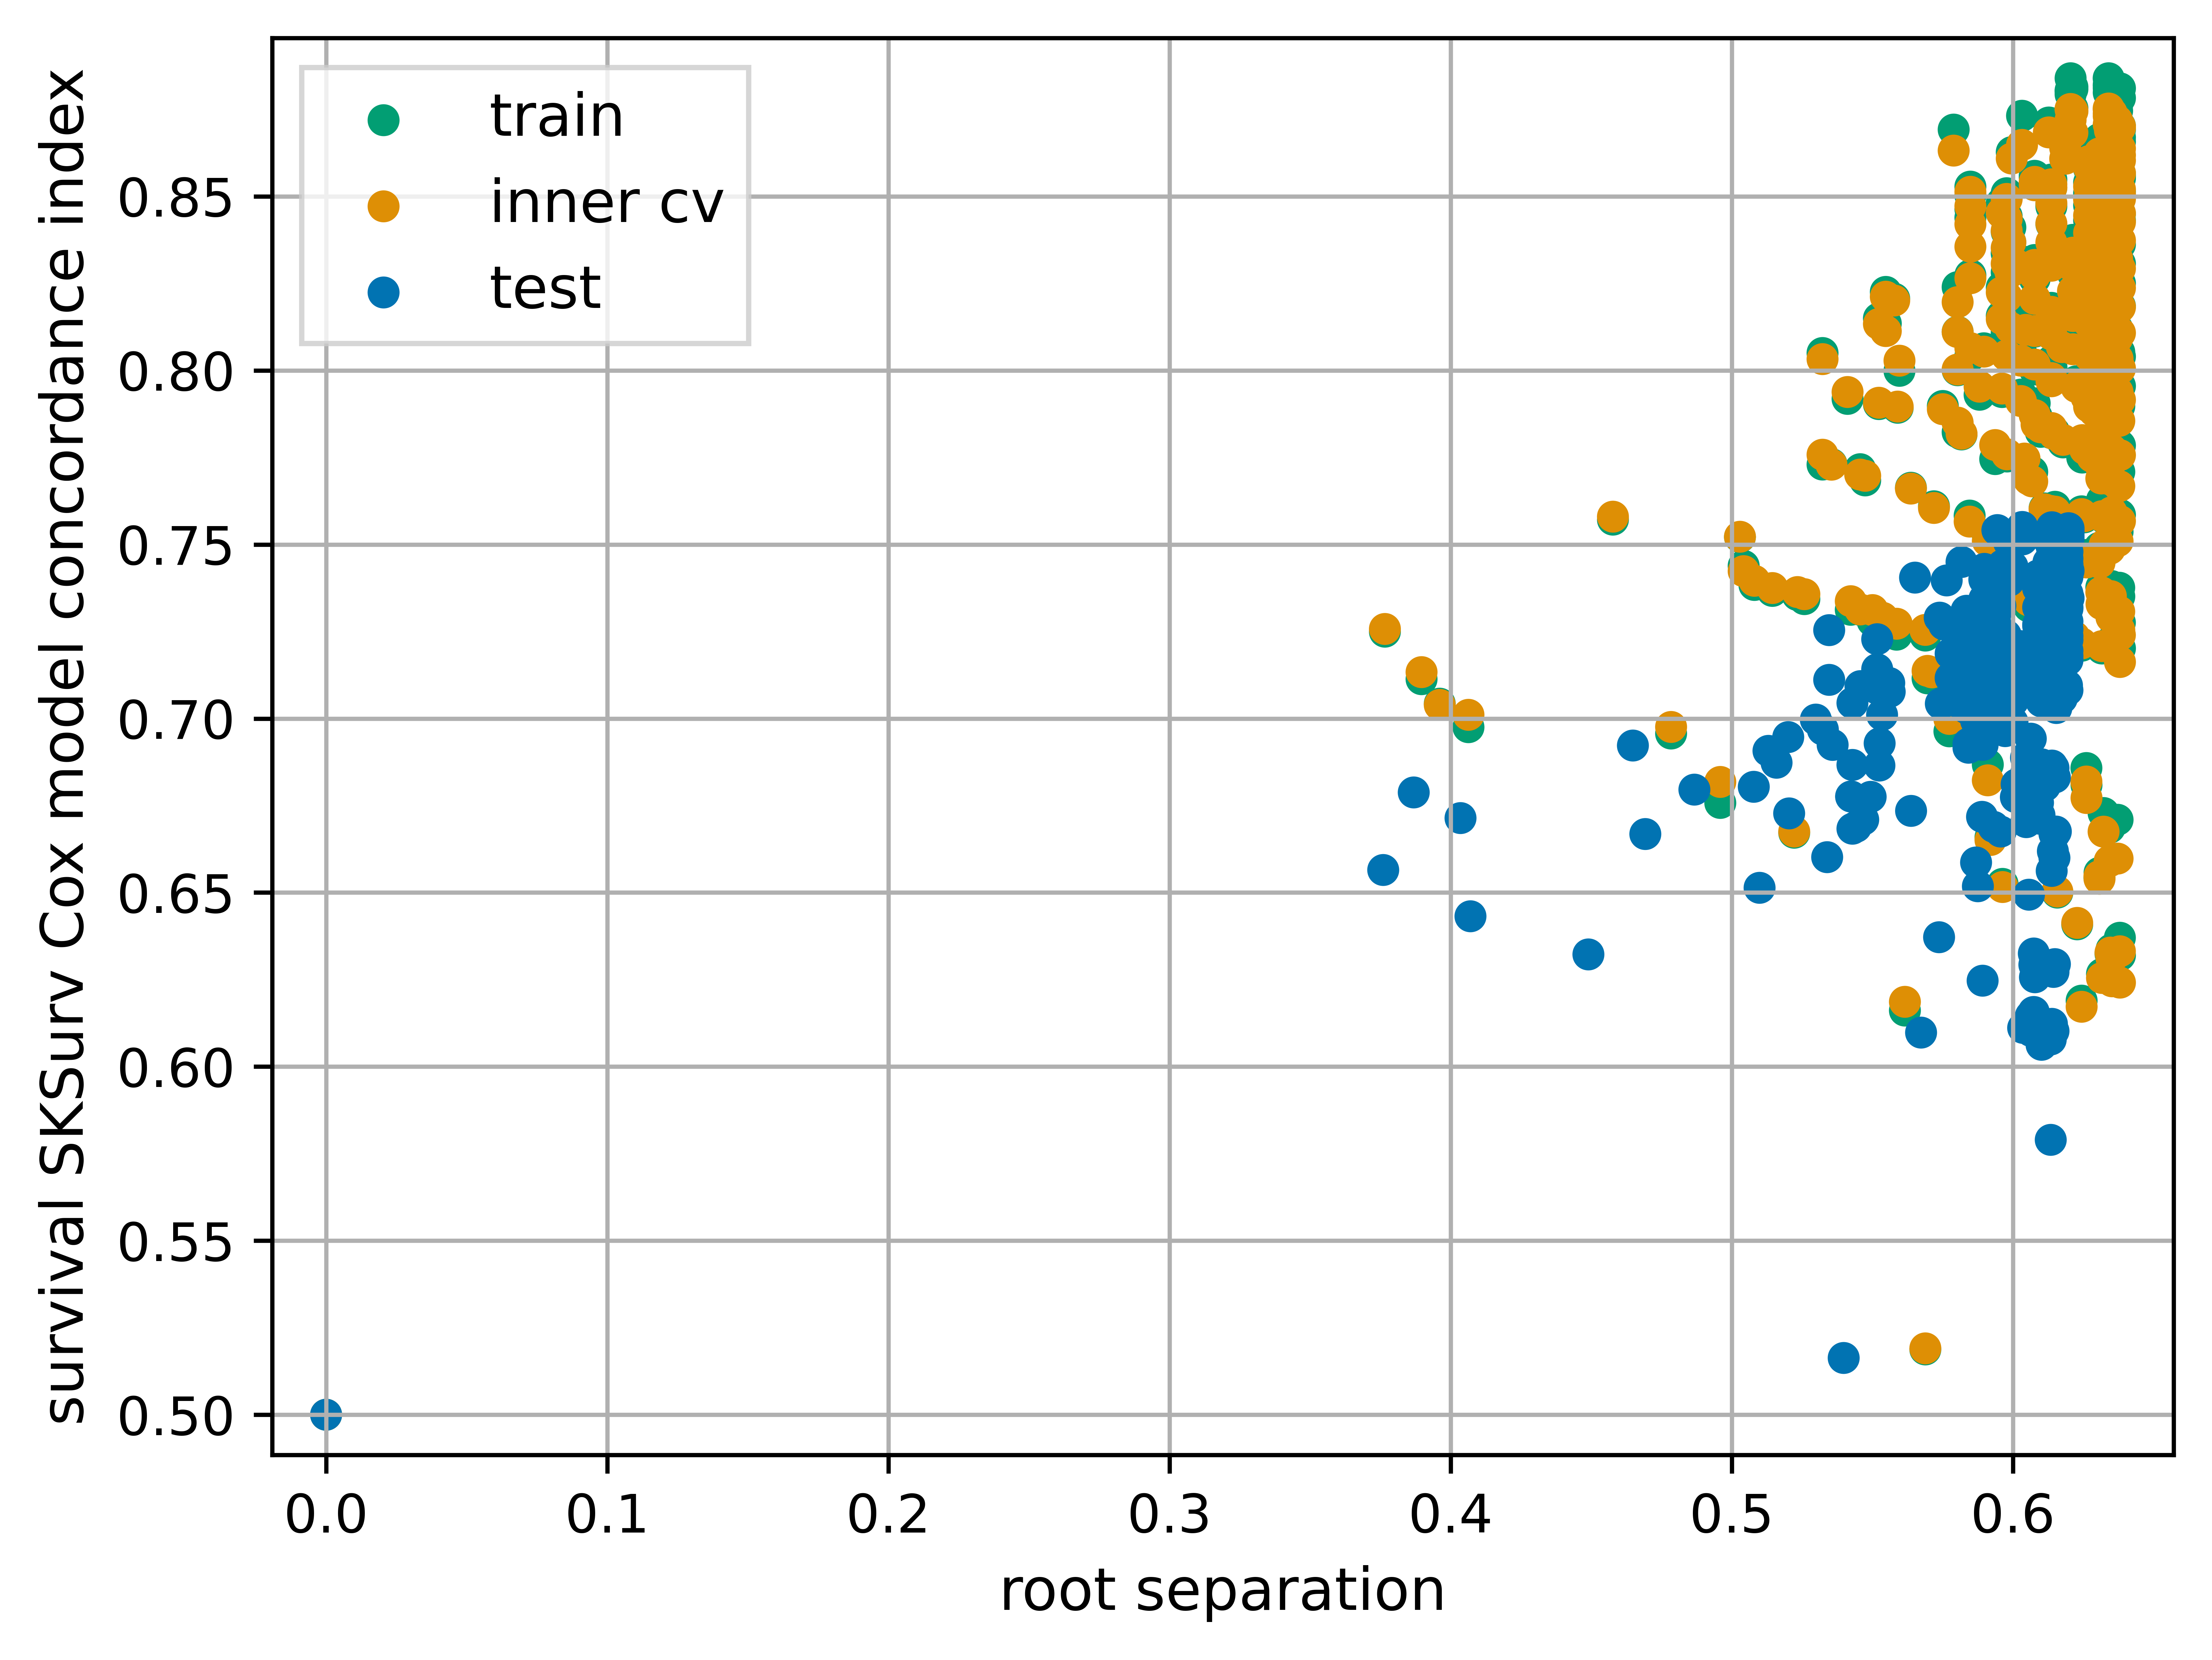 train
inner cv
test
survival SKSurv Cox model concordance index
0.85
0.80
0.75
0.70
0.65
0.60
0.55
0.50
0.0 0.1 0.2 0.3 0.4 0.5 0.6
root separation